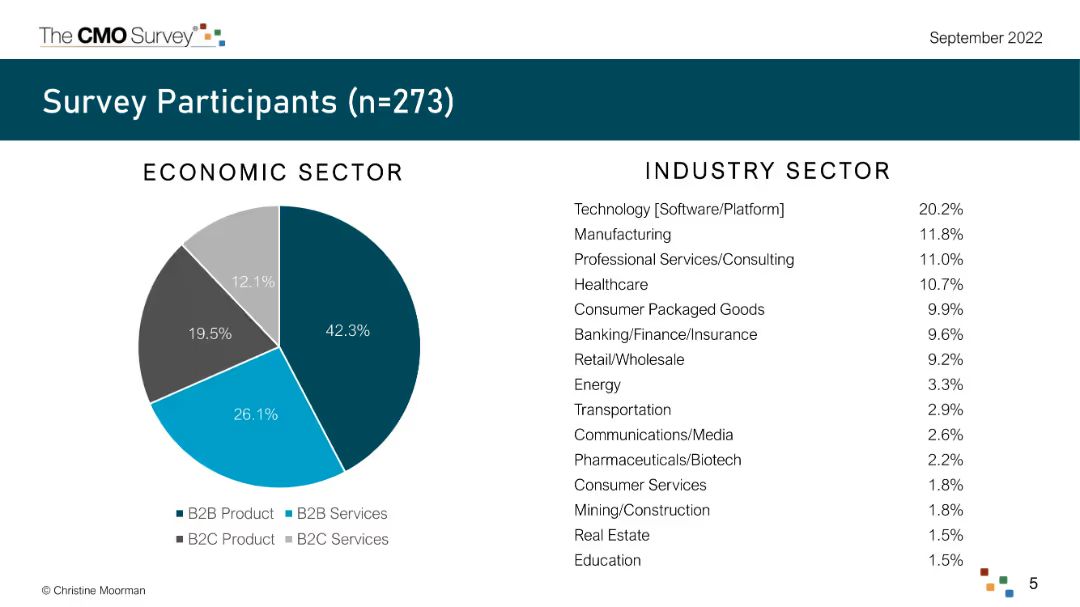 The CMO Survey®
September 2022
Survey Participants (n=273)
ECONOMIC SECTOR
12.1%
42.3%
19.5%
26.1%
B2B Product B2B Services
B2C Product B2C Services
INDUSTRY SECTOR
Technology [Software/Platform] 20.2%
Manufacturing 11.8%
Professional Services/Consulting 11.0%
Healthcare 10.7%
Consumer Packaged Goods 9.9%
Banking/Finance/Insurance 9.6%
Retail/Wholesale 9.2%
Energy 3.3%
Transportation 2.9%
Communications/Media 2.6%
Pharmaceuticals/Biotech 2.2%
Consumer Services 1.8%
Mining/Construction 1.8%
Real Estate 1.5%
Education 1.5%
© Christine Moorman
5